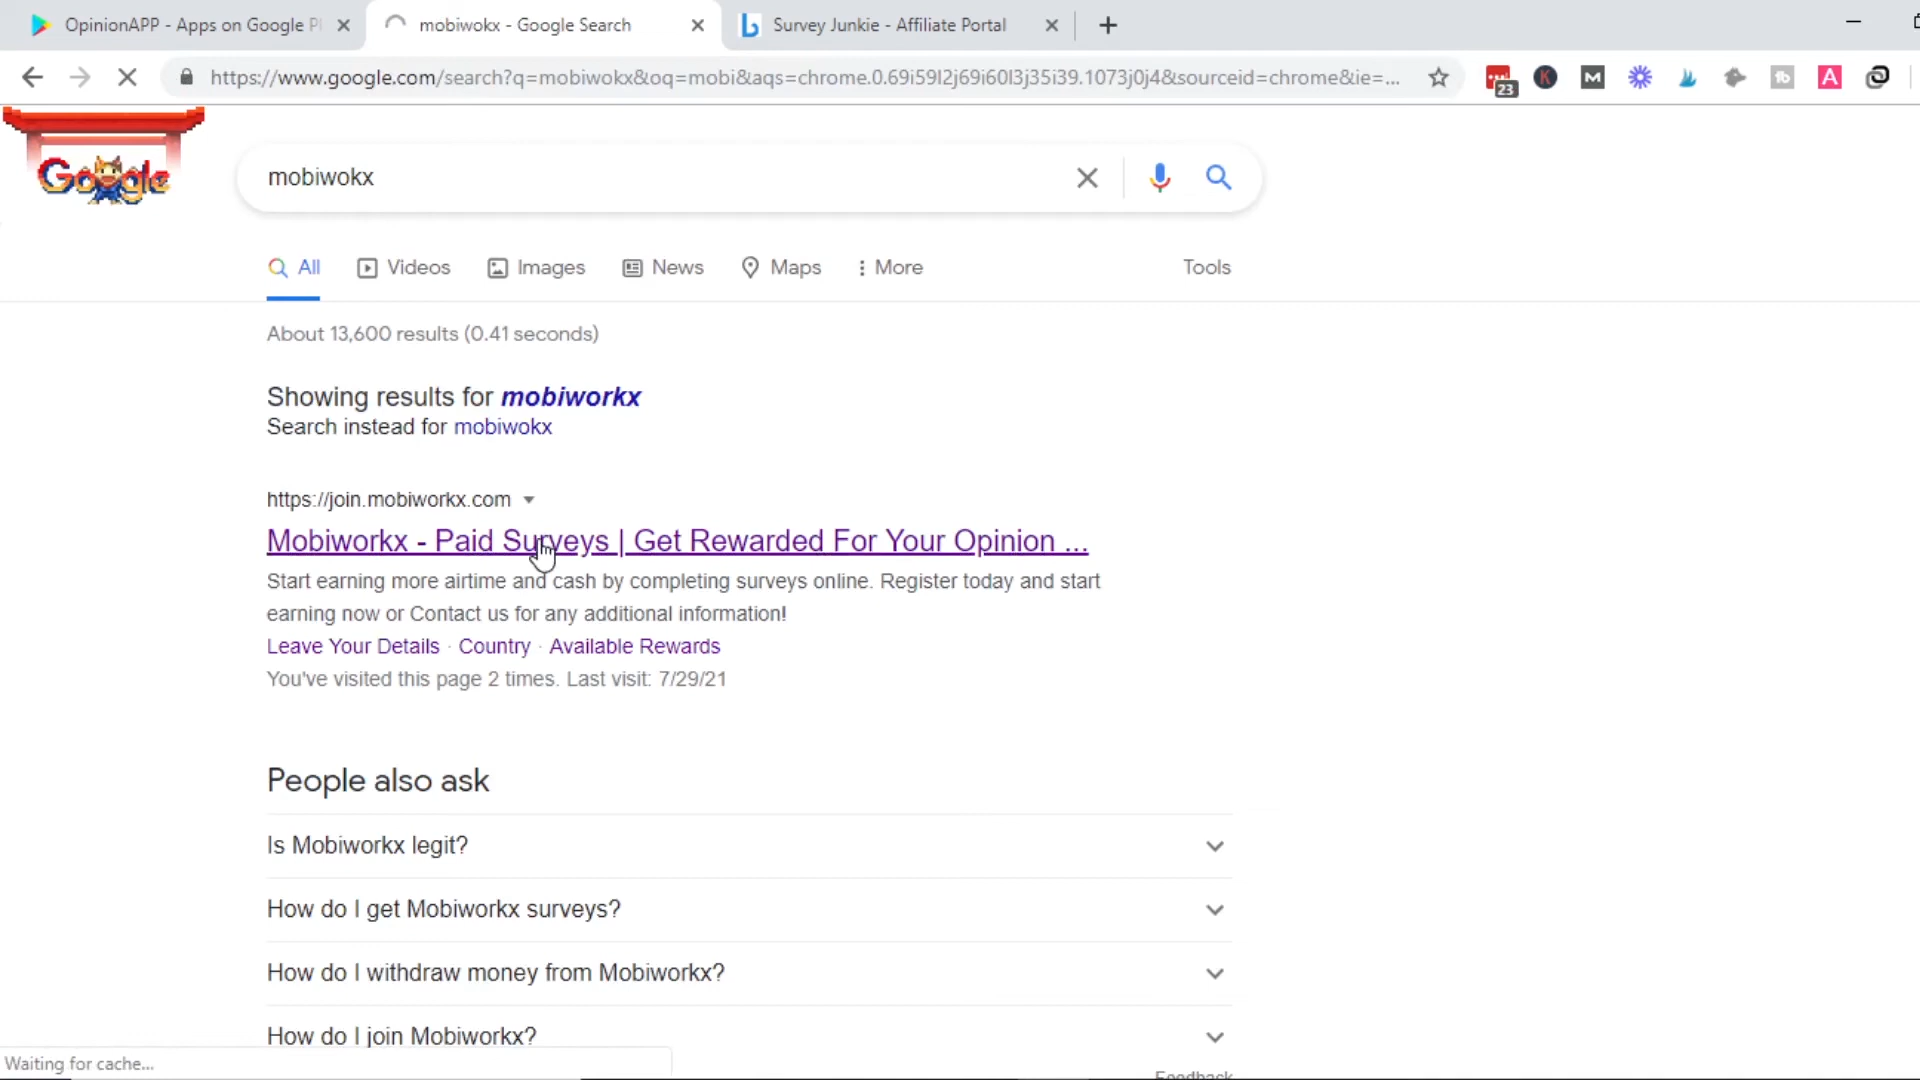 OpinionAPP - Apps on Google Pl
mobiwokx - Google Search
Survey Junkie - Affiliate Portal
https://www.google.com/search?q=mobiwokx&oq=mobi&aqs=chrome.0.69i59l2j69i60l3j35i39.1073j0j4&sourceid=chrome&ie=...
23
K
M
A
Google
mobiwokx
All
Videos
Images
News
Maps
More
Tools
About 13,600 results (0.41 seconds)
Showing results for mobiworkx
Search instead for mobiwokx
https://join.mobiworkx.com
Mobiworkx - Paid Surveys | Get Rewarded For Your Opinion ...
Start earning more airtime and cash by completing surveys online. Register today and start
earning now or Contact us for any additional information!
Leave Your Details · Country · Available Rewards
You've visited this page 2 times. Last visit: 7/29/21
People also ask
Is Mobiworkx legit?
How do I get Mobiworkx surveys?
How do I withdraw money from Mobiworkx?
How do I join Mobiworkx?
Waiting for cache...
Feedback